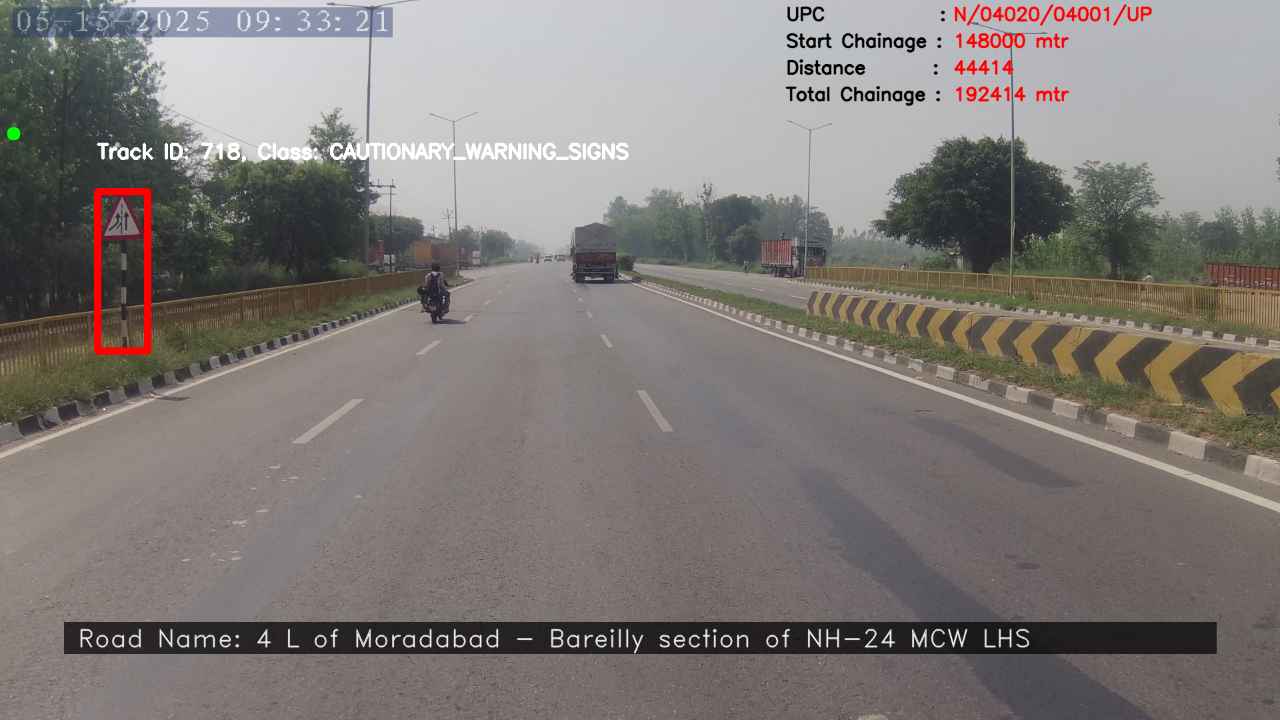 05-15-2025 09:33:21
UPC : N/04020/04001/UP
Start Chainage : 148000 mtr
Distance : 44414
Total Chainage : 192414 mtr
Track ID: 718, Class: CAUTIONARY_WARNING_SIGNS
Road Name: 4 L of Moradabad - Bareilly section of NH-24 MCW LHS